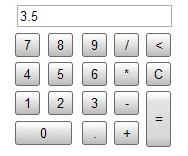 3.5
7 8 9 / <
4 5 6 * C
1 2 3 - =
0 . +